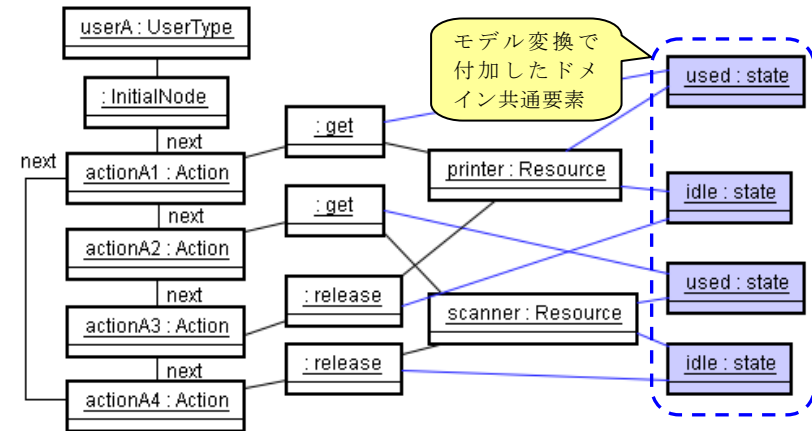 userA : UserType
モデル変換で
付加したドメ
イン共通要素
used : state
: InitialNode
: get
next
next
actionA1 : Action
printer : Resource
idle : state
: get
next
actionA2 : Action
used : state
next
: release
scanner : Resource
actionA3 : Action
idle : state
: release
next
actionA4 : Action